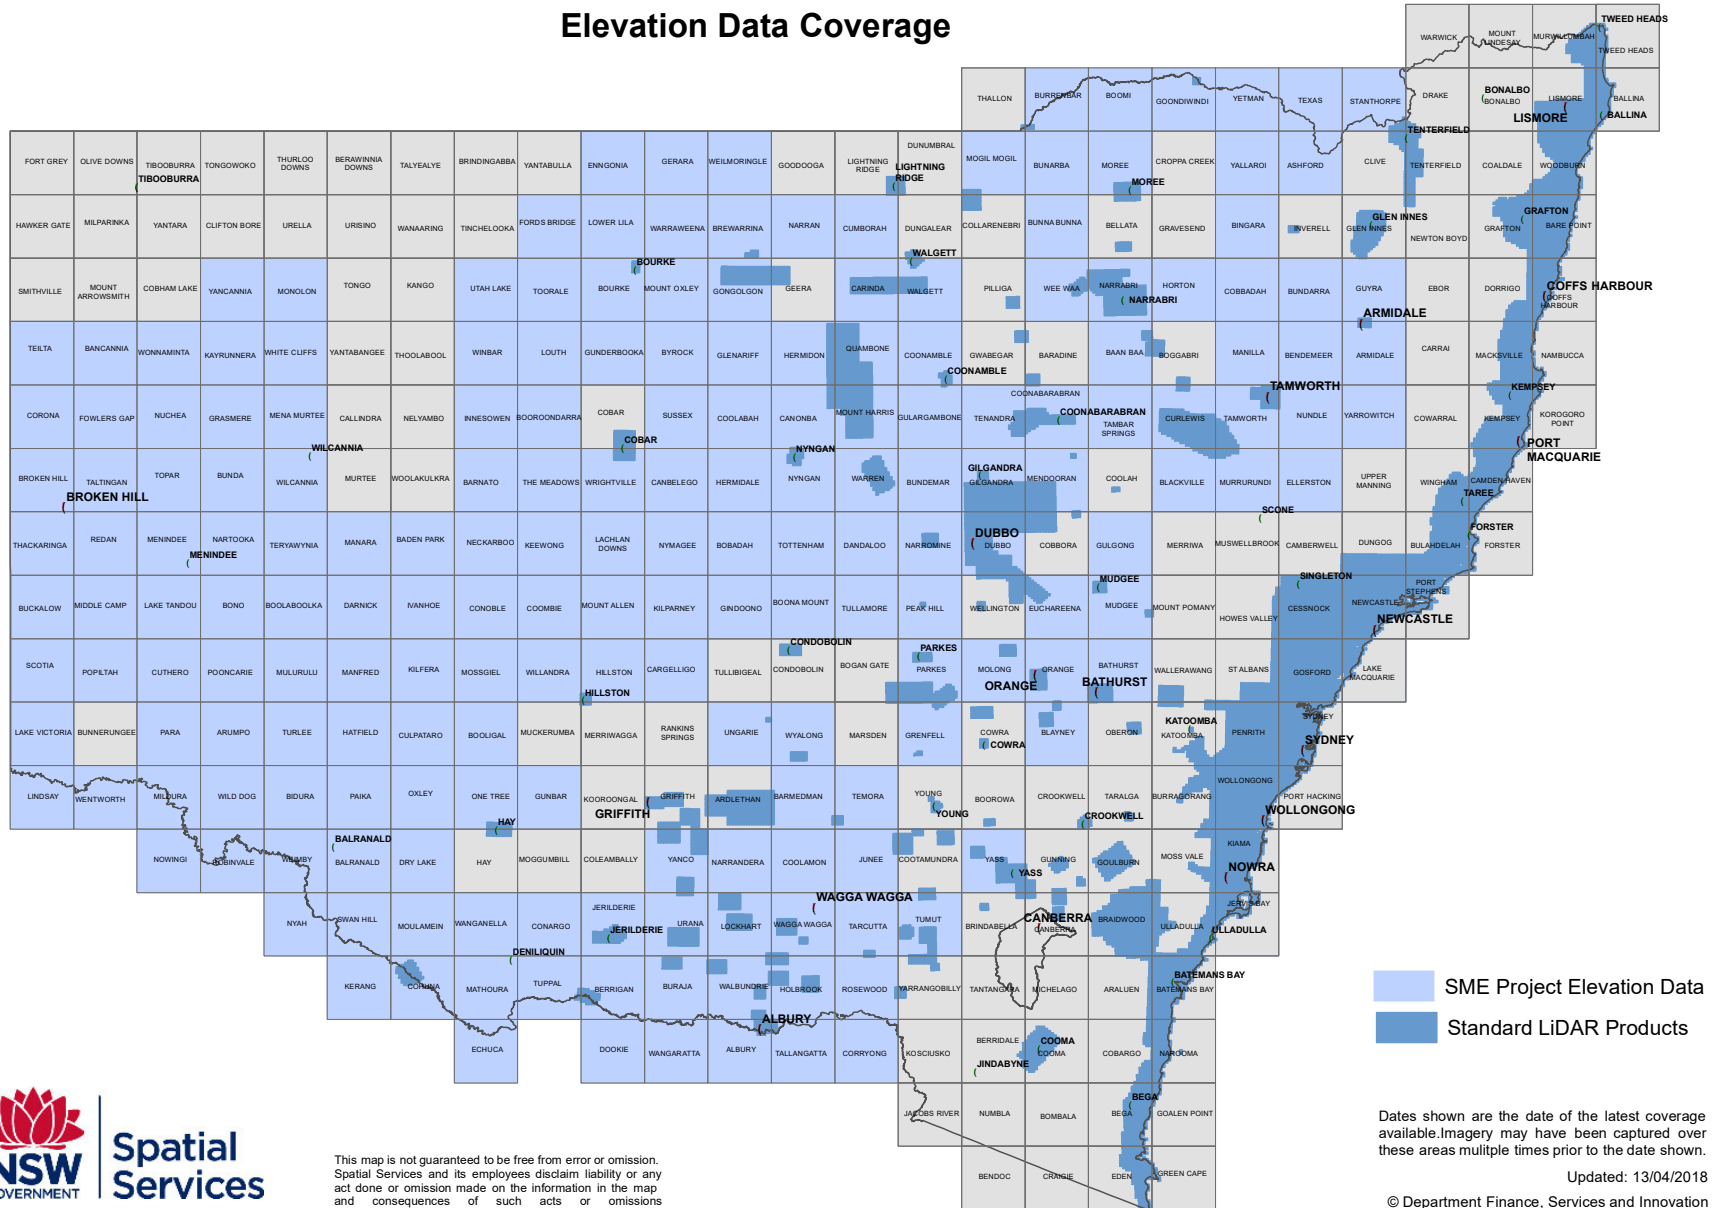 Elevation Data Coverage
TWEED HEADS
WARWICK
MOUNT LINDESAY
MURWILLUMBAH
TWEED HEADS
THALLON
BURRENBAR
BOOMI
GOONDIWINDI
YETMAN
TEXAS
STANTHORPE
DRAKE
BONALBO
BONALBO
LISMORE
LISMORE
BALLINA
BALLINA
FORT GREY
OLIVE DOWNS
TIBOOBURRA
TIBOOBURRA
TONGOWOKO
THURLOO DOWNS
BERAWINNIA DOWNS
TALYEALYE
BRINDINGABBA
YANTABULLA
ENNGONIA
GERARA
WEILMORINGLE
GOODOOGA
LIGHTNING RIDGE
LIGHTNING RIDGE
DUNUMBRAL
MOGIL MOGIL
BUNARBA
MOREE
MOREE
CROPPA CREEK
YALLAROI
ASHFORD
CLIVE
TENTERFIELD
TENTERFIELD
COALDALE
WOODBURN
HAWKER GATE
MILPARINKA
YANTARA
CLIFTON BORE
URELLA
URISINO
WANAARING
TINCHELOOKA
FORDS BRIDGE
LOWER LILA
WARRAWEENA
BREWARRINA
NARRAN
CUMBORAH
DUNGALEAR
COLLARENEBRI
BUNNA BUNNA
BELLATA
GRAVESEND
BINGARA
INVERELL
GLEN INNES
GLEN INNES
NEWTON BOYD
GRAFTON
GRAFTON
BARE POINT
SMITHVILLE
MOUNT ARROWSMITH
COBHAM LAKE
YANCANNIA
MONOLON
TONGO
KANGO
UTAH LAKE
TOORALE
BOURKE
BOURKE
MOUNT OXLEY
GONGOLGON
GEERA
CARINDA
WALGETT
WALGETT
PILLIGA
WEE WAA
NARRABRI
NARRABRI
HORTON
COBBADAH
BUNDARRA
GUYRA
EBOR
DORRIGO
COFFS HARBOUR
COFFS HARBOUR
TEILTA
BANCANNIA
WONNAMINTA
KAYRUNNERA
WHITE CLIFFS
YANTABANGEE
THOOLABOOL
WINBAR
LOUTH
GUNDERBOOKA
BYROCK
GLENARIFF
HERMIDON
QUAMBONE
COONAMBLE
COONAMBLE
GWABEGAR
BARADINE
BAAN BAA
BOGGABRI
MANILLA
BENDEMEER
ARMIDALE
ARMIDALE
CARRAI
MACKSVILLE
NAMBUCCA
CORONA
FOWLERS GAP
NUCHEA
GRASMERE
MENA MURTEE
CALLINDRA
NELYAMBO
INNESOWEN
BOOROONDARRA
COBAR
COBAR
SUSSEX
COOLABAH
CANONBA
MOUNT HARRIS
GULARGAMBONE
TENANDRA
COONABARABRAN
COONABARABRAN
TAMBAR SPRINGS
CURLEWIS
TAMWORTH
TAMWORTH
NUNDLE
YARROWITCH
COWARRAL
KEMPSEY
KEMPSEY
KOROGORO POINT
BROKEN HILL
BROKEN HILL
TALTINGAN
TOPAR
BUNDA
WILCANNIA
WILCANNIA
MURTEE
WOOLAKULKRA
BARNATO
THE MEADOWS
WRIGHTVILLE
CANBELEGO
HERMIDALE
NYNGAN
NYNGAN
WARREN
BUNDEMAR
GILGANDRA
GILGANDRA
MENDOORAN
COOLAH
BLACKVILLE
MURRURUNDI
ELLERSTON
UPPER MANNING
WINGHAM
CAMDEN HAVEN
PORT MACQUARIE
TAREE
THACKARINGA
REDAN
MENINDEE
MENINDEE
NARTOOKA
TERYAWYNIA
MANARA
BADEN PARK
NECKARBOO
KEEWONG
LACHLAN DOWNS
NYMAGEE
BOBADAH
TOTTENHAM
DANDALOO
NARROMINE
DUBBO
DUBBO
COBBORA
GULGONG
MERRIWA
MUSWELLBROOK
SCONE
CAMBERWELL
DUNGOG
BULAHDELAH
FORSTER
FORSTER
BUCKALOW
MIDDLE CAMP
LAKE TANDOU
BONO
BOOLABOOLKA
DARNICK
IVANHOE
CONOBLE
COOMBIE
MOUNT ALLEN
KILPARNEY
GINDOONO
BOONA MOUNT
TULLAMORE
PEAK HILL
WELLINGTON
EUCHAREENA
MUDGEE
MUDGEE
MOUNT POMANY
HOWES VALLEY
SINGLETON
CESSNOCK
NEWCASTLE
NEWCASTLE
PORT STEPHENS
SCOTIA
POPILTAH
CUTHERO
POONCARIE
MULURULU
MANFRED
KILFERA
MOSSGIEL
WILLANDRA
HILLSTON
HILLSTON
CARGELLIGO
TULLIBIGEAL
CONDOBOLIN
CONDOBOLIN
BOGAN GATE
PARKES
PARKES
MOLONG
ORANGE
ORANGE
BATHURST
BATHURST
WALLERAWANG
ST ALBANS
GOSFORD
LAKE MACQUARIE
LAKE VICTORIA
BUNNERUNGEE
PARA
ARUMPO
TURLEE
HATFIELD
CULPATARO
BOOLIGAL
MUCKERUMBA
MERRIWAGGA
RANKINS SPRINGS
UNGARIE
WYALONG
MARSDEN
GRENFELL
COWRA
COWRA
BLAYNEY
OBERON
KATOOMBA
KATOOMBA
PENRITH
SYDNEY
SYDNEY
LINDSAY
WENTWORTH
MILDURA
WILD DOG
BIDURA
PAIKA
OXLEY
ONE TREE
GUNBAR
KOOROONGAL
GRIFFITH
GRIFFITH
ARDLETHAN
BARMEDMAN
TEMORA
YOUNG
YOUNG
BOOROWA
CROOKWELL
CROOKWELL
TARALGA
BURRAGORANG
WOLLONGONG
WOLLONGONG
PORT HACKING
NOWINGI
ROBINVALE
WEIMBY
BALRANALD
BALRANALD
DRY LAKE
HAY
HAY
MOGGUMBILL
COLEAMBALLY
YANCO
NARRANDERA
COOLAMON
JUNEE
COOTAMUNDRA
YASS
YASS
GUNNING
GOULBURN
MOSS VALE
KIAMA
NOWRA
NYAH
SWAN HILL
MOULAMEIN
WANGANELLA
CONARGO
JERILDERIE
JERILDERIE
URANA
LOCKHART
WAGGA WAGGA
WAGGA WAGGA
TARCUTTA
TUMUT
BRINDABELLA
CANBERRA
CANBERRA
BRAIDWOOD
ULLADULLA
ULLADULLA
JERVIS BAY
KERANG
COHUNA
MATHOURA
DENILIQUIN
TUPPAL
BERRIGAN
BURAJA
WALBUNDRIE
HOLBROOK
ROSEWOOD
YARRANGOBILLY
TANTANGARA
MICHELAGO
ARALUEN
BATEMANS BAY
BATEMANS BAY
ECHUCA
DOOKIE
WANGARATTA
ALBURY
ALBURY
TALLANGATTA
CORRYONG
KOSCIUSKO
BERRIDALE
JINDABYNE
COOMA
COOMA
COBARGO
NAROOMA
JACOBS RIVER
NUMBLA
BOMBALA
BEGA
BEGA
GOALEN POINT
BENDOC
CRAIGIE
EDEN
GREEN CAPE
SME Project Elevation Data
Standard LiDAR Products
NSW
GOVERNMENT
Spatial
Services
This map is not guaranteed to be free from error or omission.
Spatial Services and its employees disclaim liability or any
act done or omission made on the information in the map
and consequences of such acts or omissions
Dates shown are the date of the latest coverage
available.Imagery may have been captured over
these areas mulitple times prior to the date shown.
Updated: 13/04/2018
© Department Finance, Services and Innovation